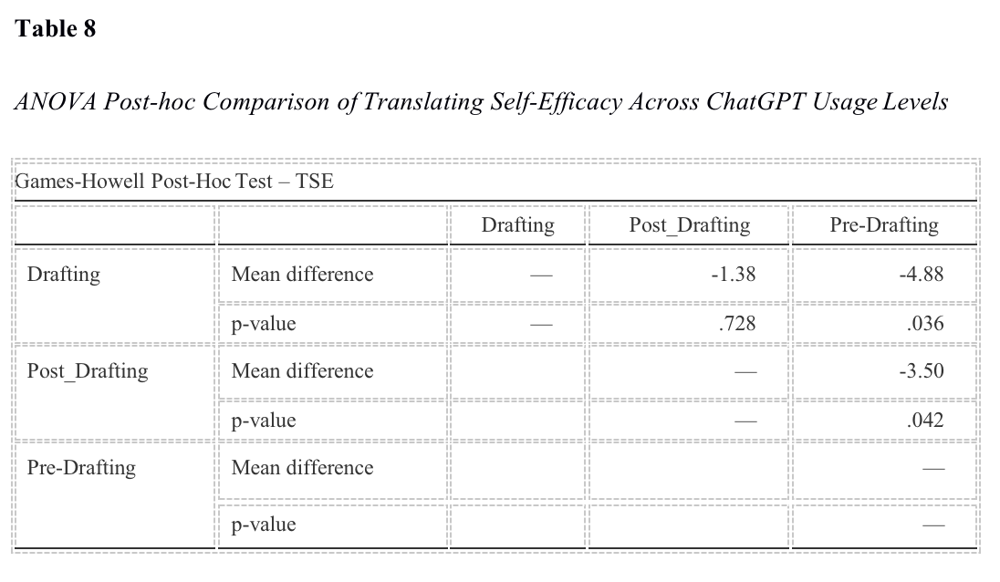 Table 8
ANOVA Post-hoc Comparison of Translating Self-Efficacy Across ChatGPT Usage Levels
Games-Howell Post-Hoc Test – TSE
Drafting Post_Drafting Pre-Drafting
Drafting Mean difference — -1.38 -4.88
p-value — .728 .036
Post_Drafting Mean difference — -3.50
p-value — .042
Pre-Drafting Mean difference —
p-value —